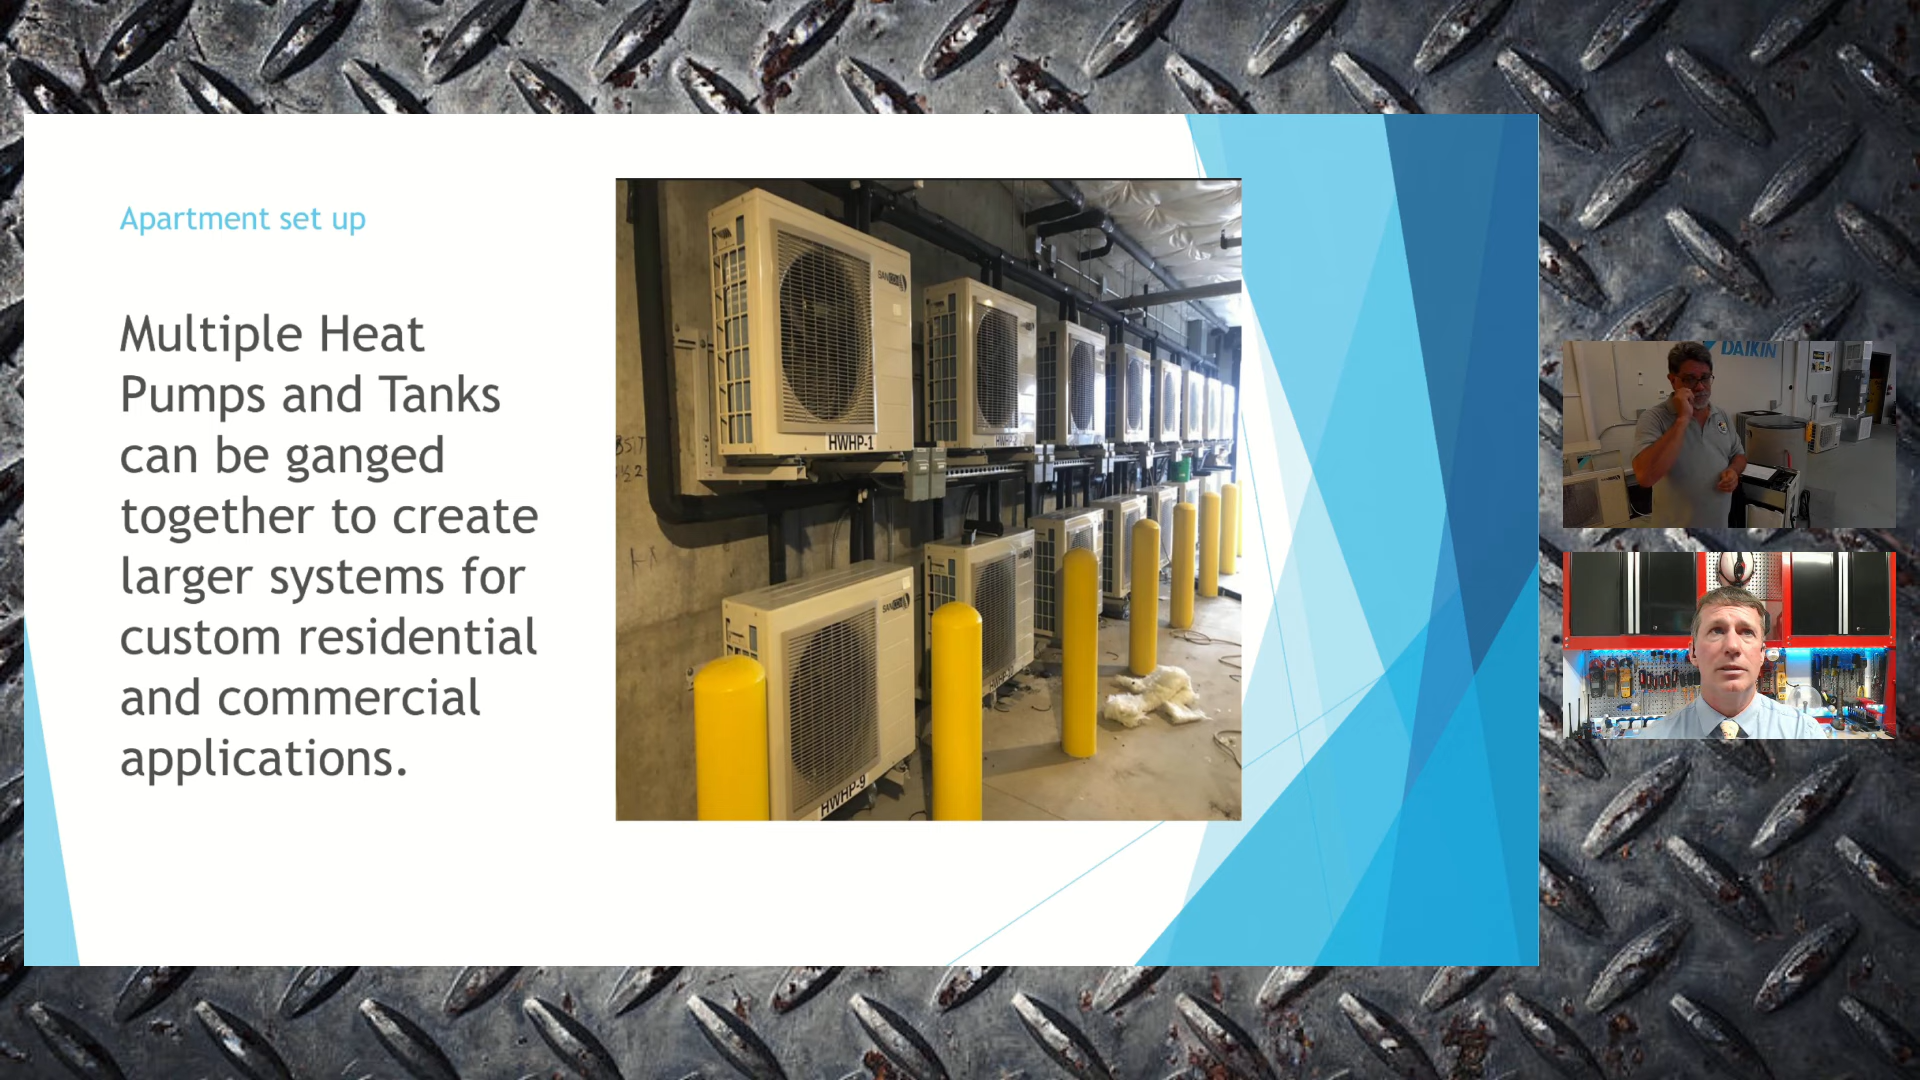 Apartment set up
Multiple Heat
Pumps and Tanks
can be ganged
together to create
larger systems for
custom residential
and commercial
applications.
HWHP-1
HWHP-9
DAIKIN